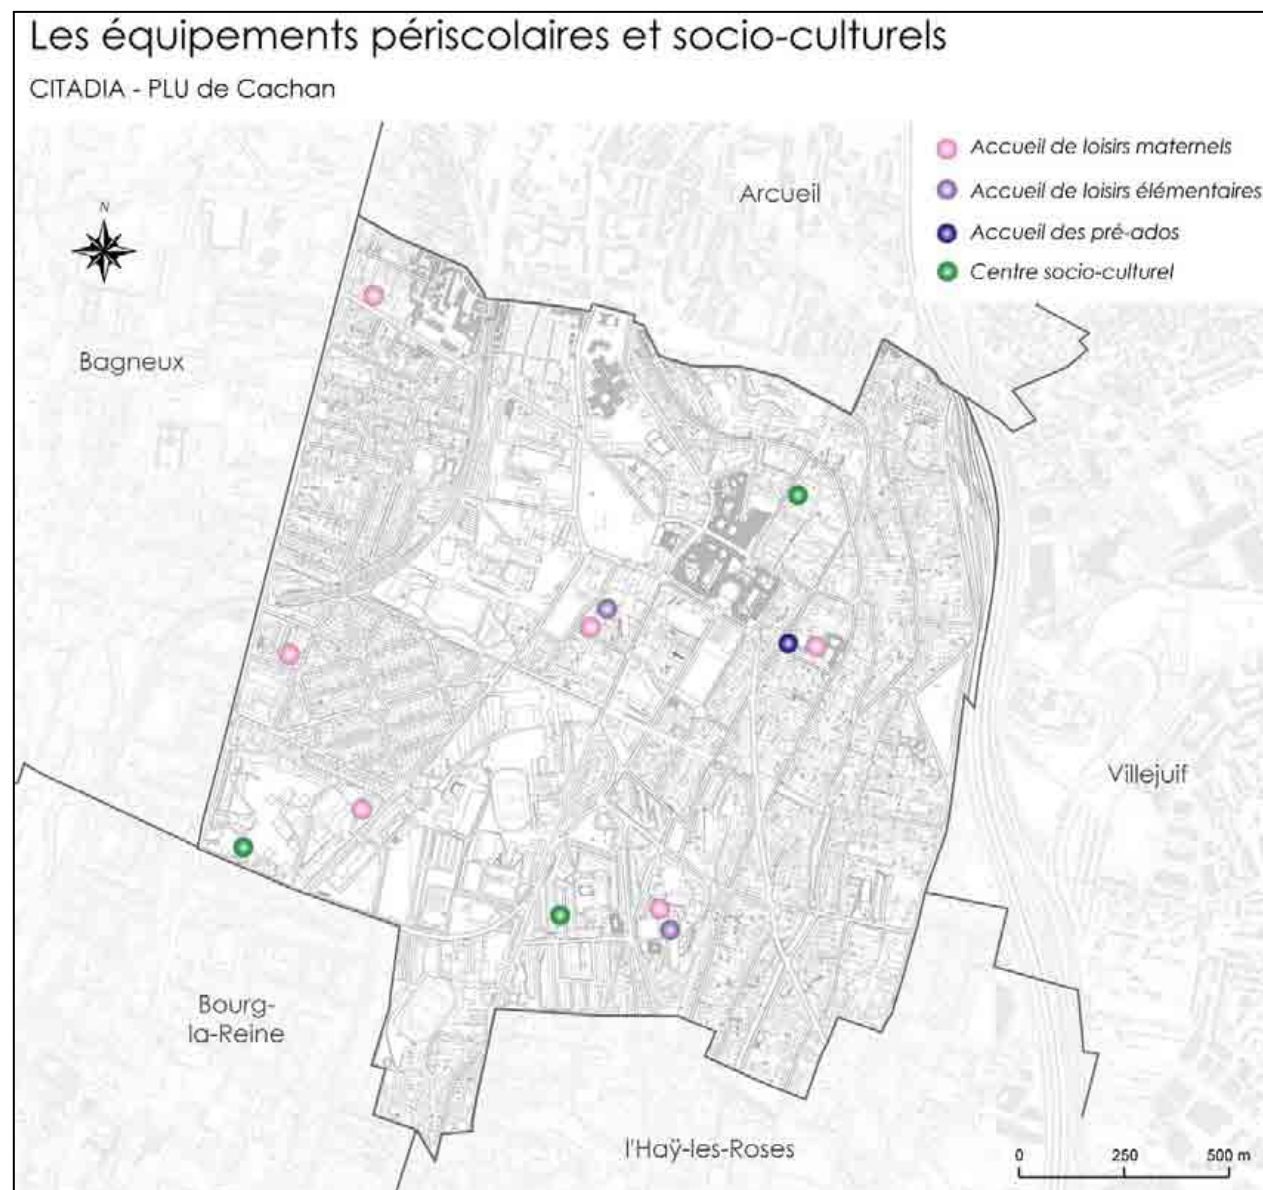 Les équipements périscolaires et socio-culturels
CITADIA - PLU de Cachan
Accueil de loisirs maternels
Accueil de loisirs élémentaires
Accueil des pré-ados
Centre socio-culturel
Arcueil
N
Bagneux
Villejuif
Bourg-
la-Reine
l'Haÿ-les-Roses
0 250 500 m